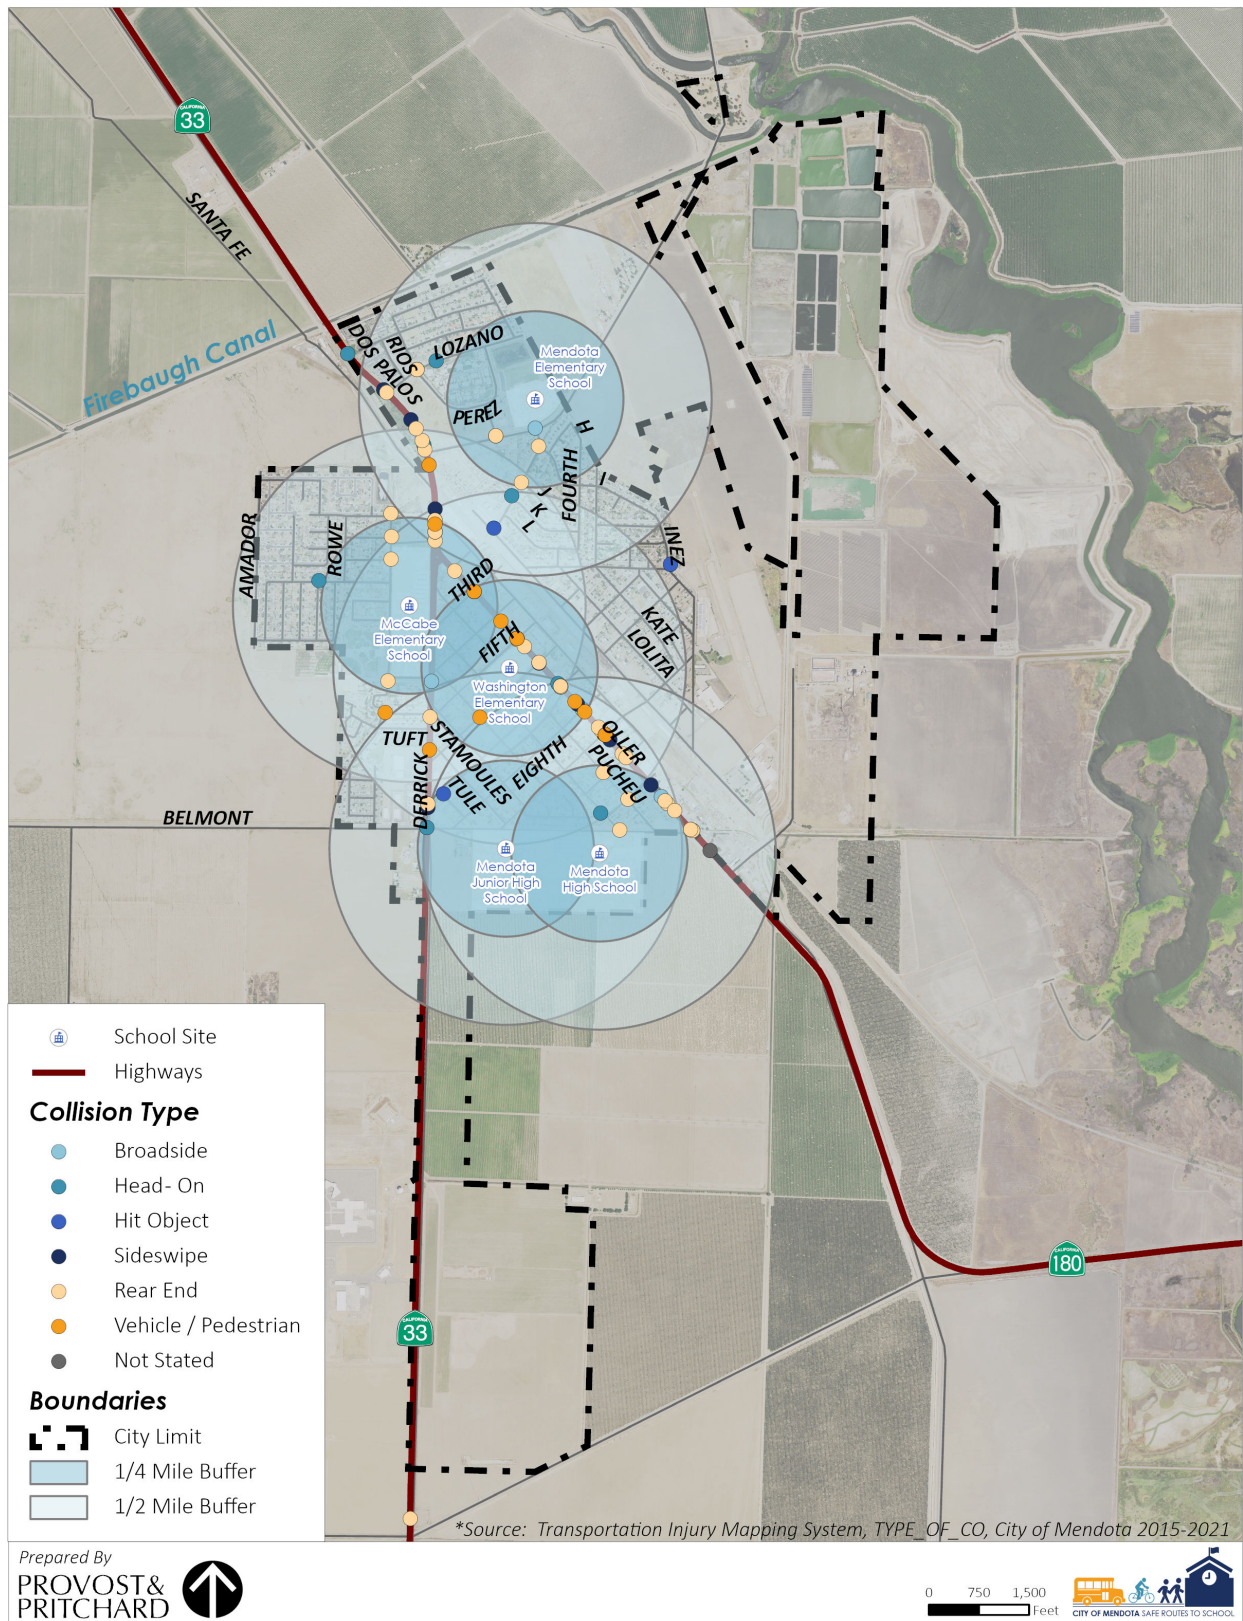 CALIFORNIA
33
SANTA FE
Firebaugh Canal
DOS PALOS
RIOS
LOZANO
Mendota
Elementary
School
PEREZ
H
I
FOURTH
J
K
L
AMADOR
ROWE
INEZ
THIRD
McCabe
Elementary
School
FIFTH
KATE
LOLITA
Washington
Elementary
School
TUFT
STAMOULES
EIGHTH
OLLER
PUCHEU
DERRICK
TULE
BELMONT
Mendota
Junior High
School
Mendota
High School
School Site
Highways
Collision Type
Broadside
Head- On
Hit Object
Sideswipe
Rear End
Vehicle / Pedestrian
Not Stated
Boundaries
City Limit
1/4 Mile Buffer
1/2 Mile Buffer
CALIFORNIA
180
CALIFORNIA
33
*Source: Transportation Injury Mapping System, TYPE_OF_CO, City of Mendota 2015-2021
Prepared By
PROVOST&
PRITCHARD
0 750 1,500
Feet
CITY OF MENDOTA SAFE ROUTES TO SCHOOL